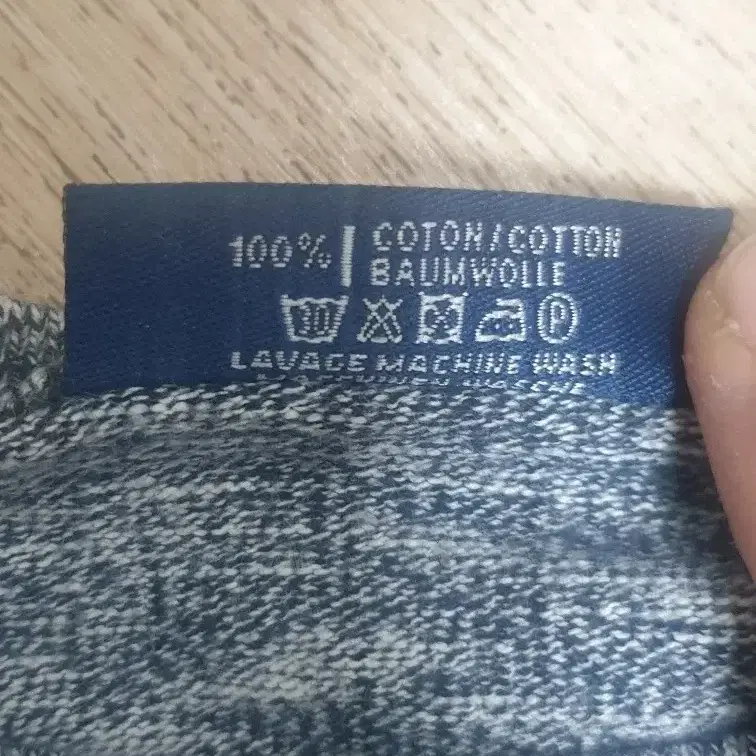 100% COTON/COTTON
BAUMWOLLE
30 P
LAVAGE MACHINE WASH